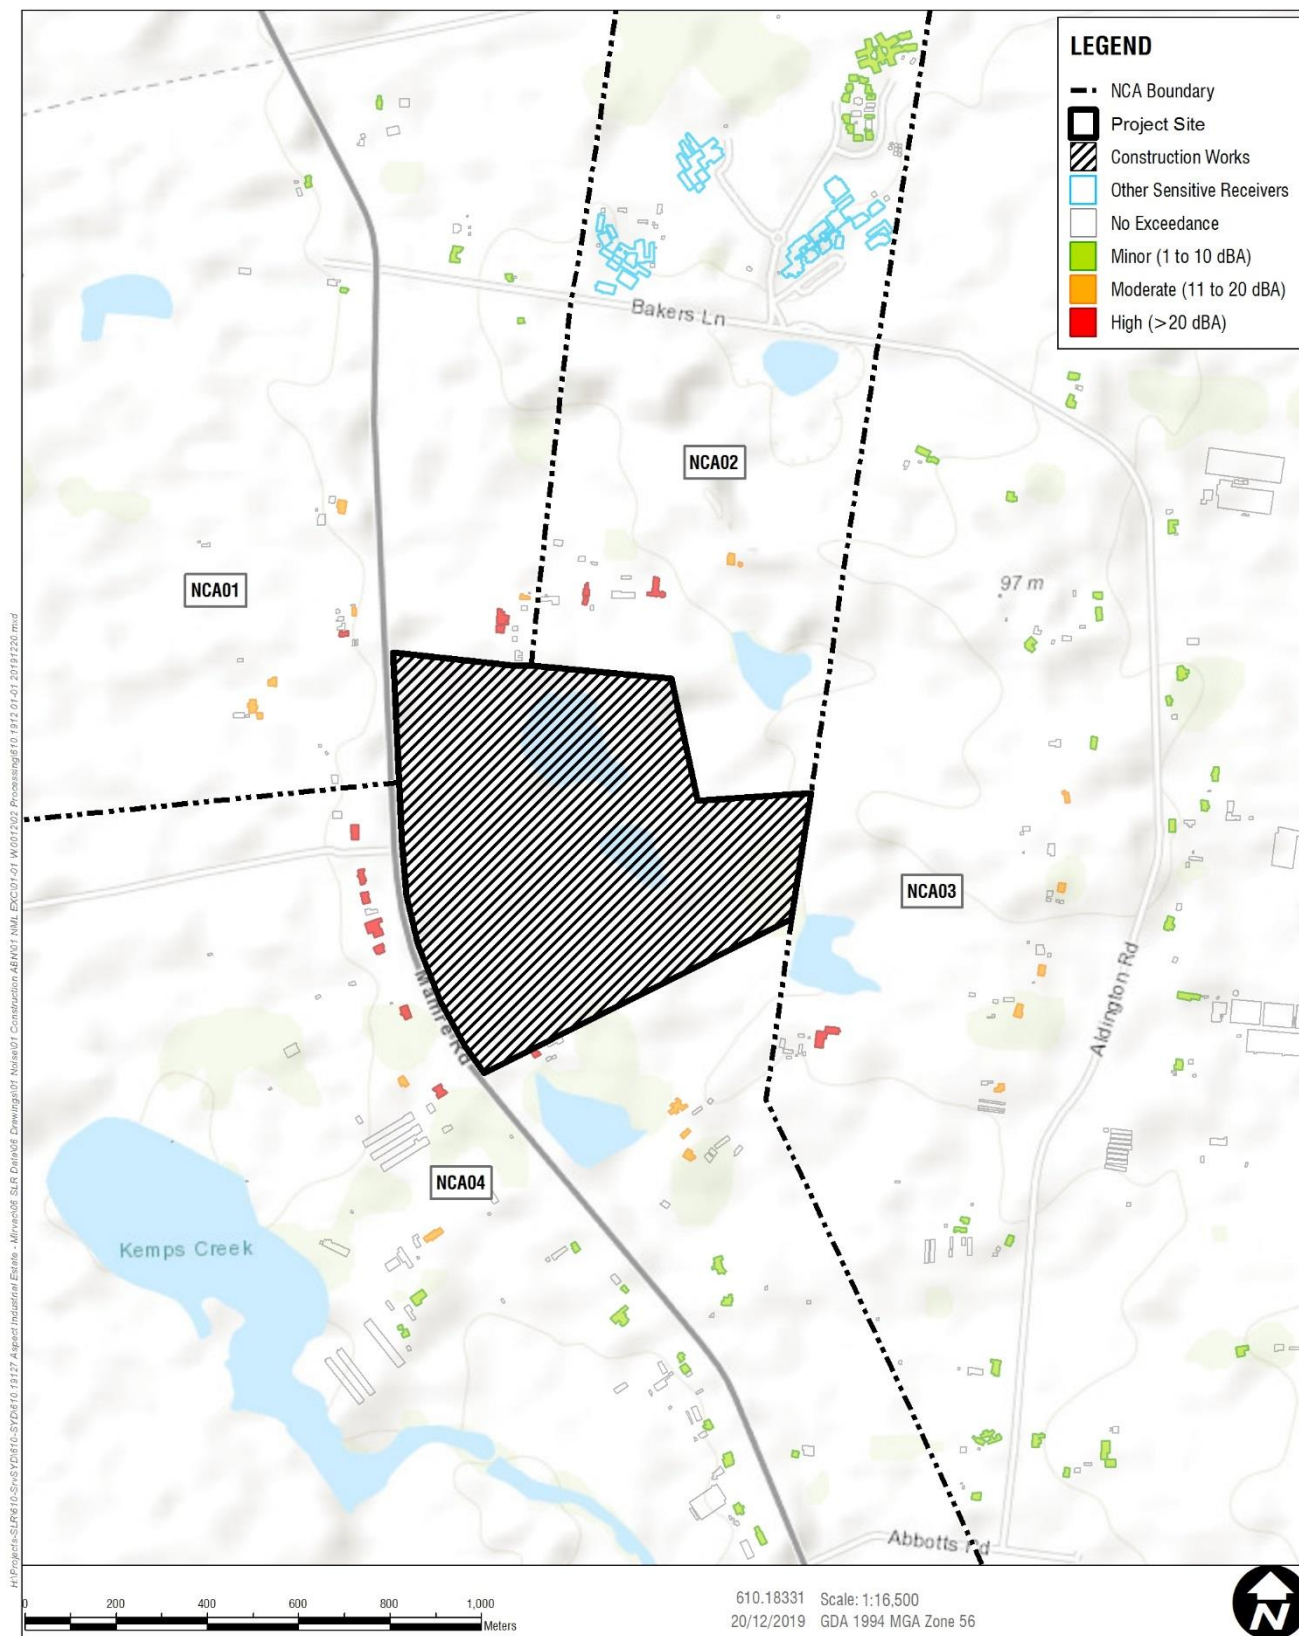 LEGEND
NCA Boundary
Project Site
Construction Works
Other Sensitive Receivers
No Exceedance
Minor (1 to 10 dBA)
Moderate (11 to 20 dBA)
High (>20 dBA)
Bakers Ln
NCA02
NCA01
97 m
NCA03
Mamre Rd
Aldington Rd
NCA04
Kemps Creek
Abbotts Rd
0 200 400 600 800 1,000
Meters
610.18331 Scale: 1:16,500
20/12/2019 GDA 1994 MGA Zone 56
N